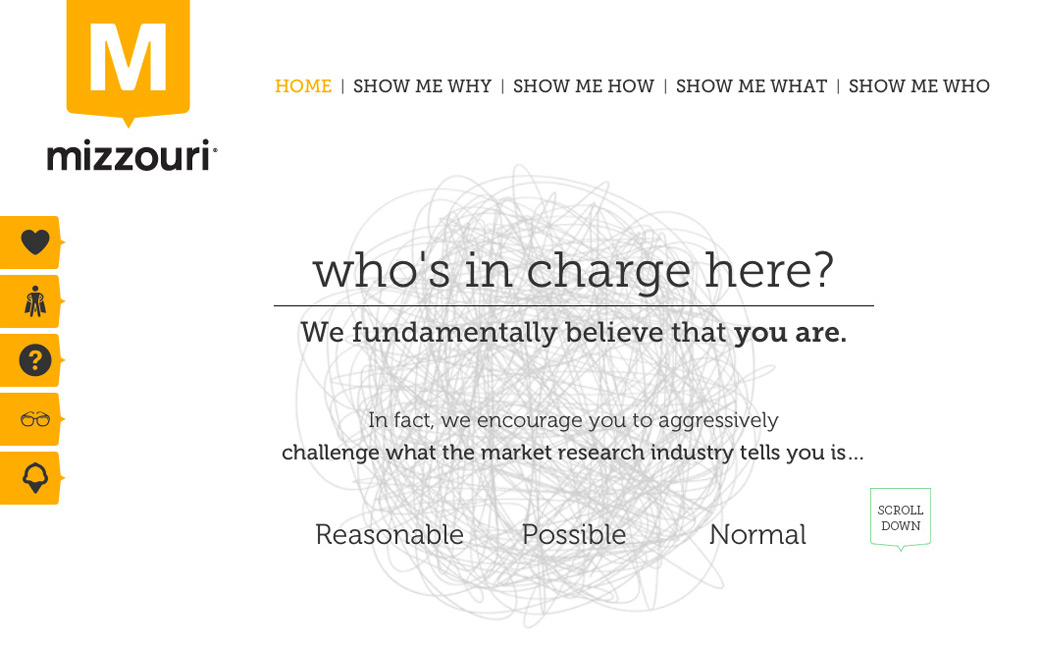 M
mizzouri®
HOME | SHOW ME WHY | SHOW ME HOW | SHOW ME WHAT | SHOW ME WHO
?
who's in charge here?
We fundamentally believe that you are.
In fact, we encourage you to aggressively
challenge what the market research industry tells you is...
Reasonable Possible Normal
SCROLL
DOWN